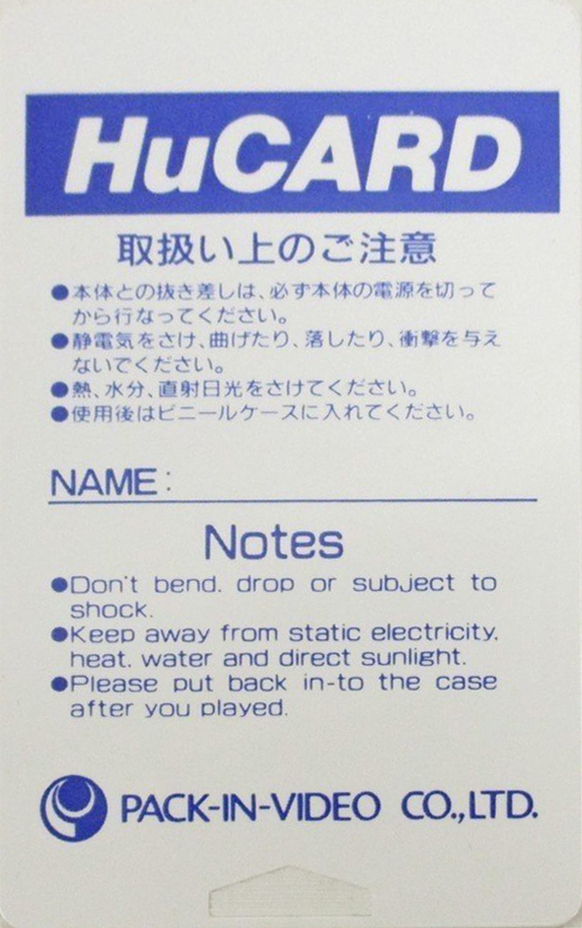 HuCARD
取扱い上のご注意
●本体との抜き差しは、必ず本体の電源を切って
から行なってください。
●静電気をさけ、曲げたり、落したり、衝撃を与え
ないでください。
●熱、水分、直射日光をさけてください。
●使用後はビニールケースに入れてください。
NAME:
Notes
●Don't bend. drop or subject to
shock.
●Keep away from static electricity.
heat. water and direct sunlight.
●Please put back in-to the case
after you played.
PACK-IN-VIDEO CO.,LTD.